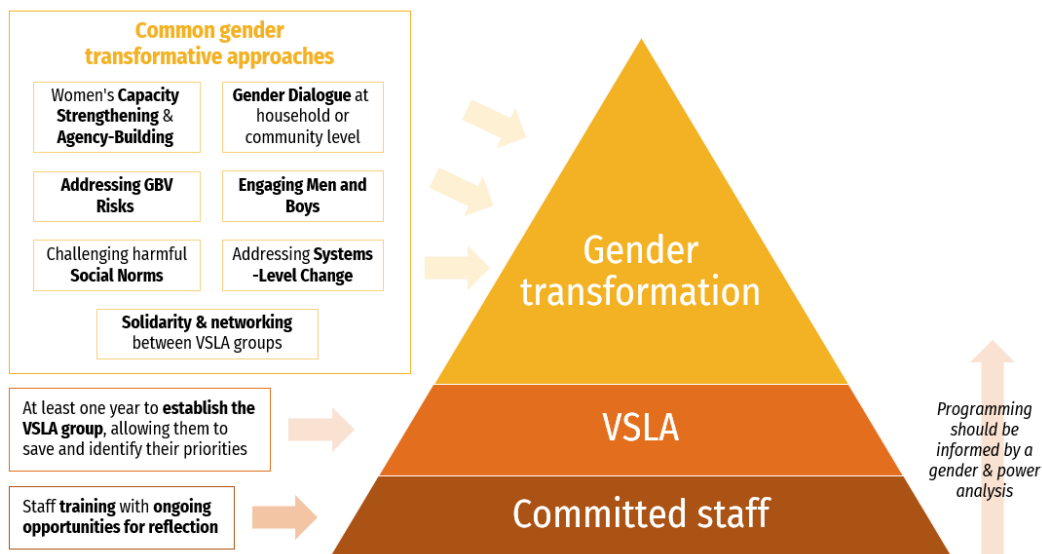 Common gender
transformative approaches
Women's Capacity
Strengthening &
Agency-Building
Gender Dialogue at
household or
community level
Addressing GBV
Risks
Engaging Men and
Boys
Challenging harmful
Social Norms
Addressing Systems
-Level Change
Solidarity & networking
between VSLA groups
At least one year to establish the
VSLA group, allowing them to
save and identify their priorities
Staff training with ongoing
opportunities for reflection
Gender
transformation
VSLA
Committed staff
Programming
should be
informed by a
gender & power
analysis